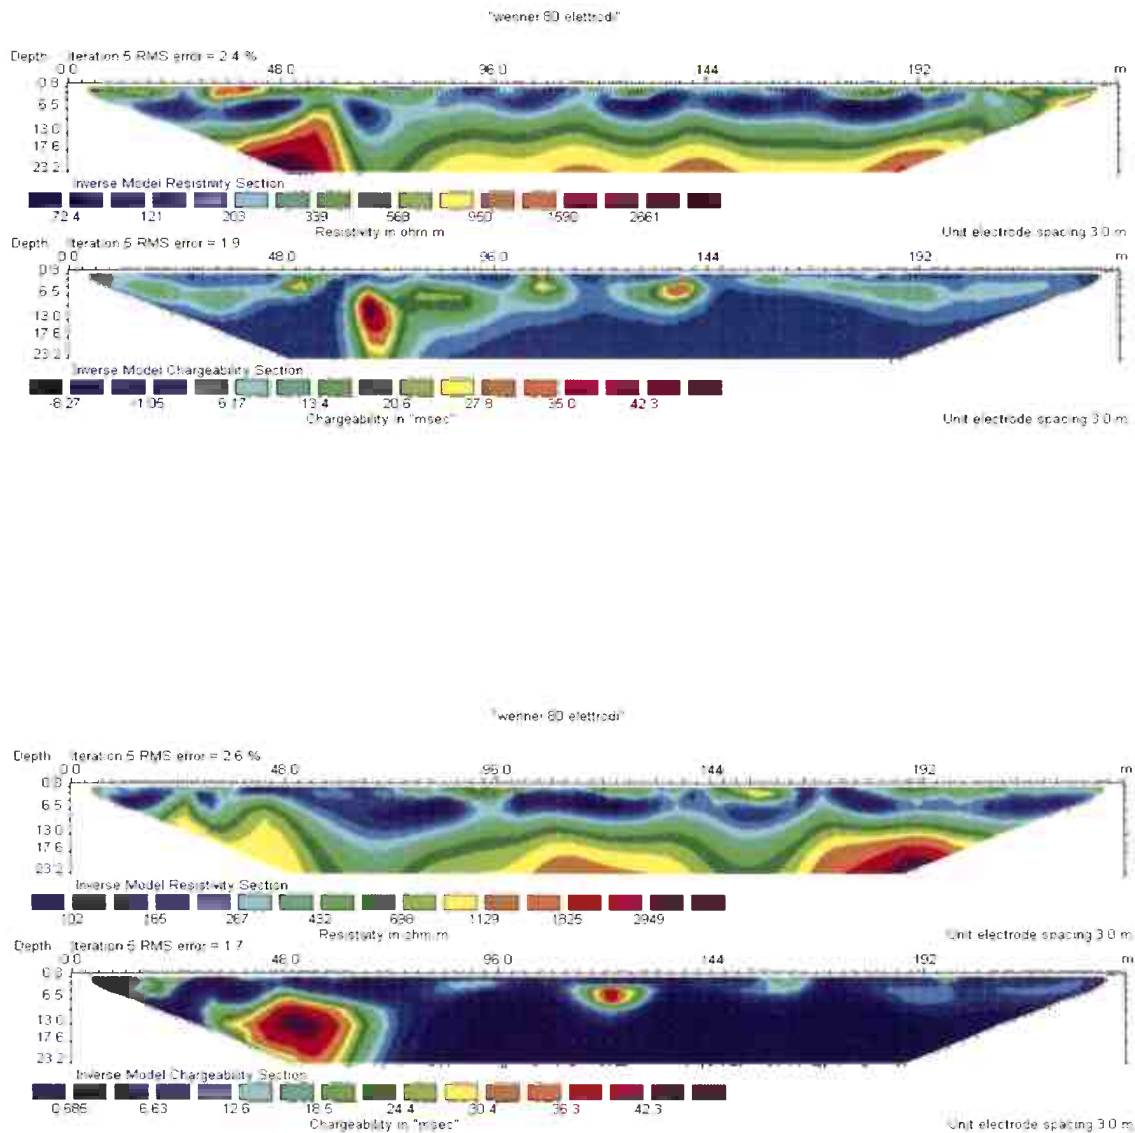 "wenner 80 elettrodi"
Depth Iteration 5 RMS error = 2.4 %
0.0 48.0 96.0 144 192 m
0.8
6.5
13.0
17.6
23.2
Inverse Model Resistivity Section
72.4 121 203 339 568 950 1590 2661
Resistivity in ohm.m
Unit electrode spacing 3.0 m
Depth Iteration 5 RMS error = 1.9
0.0 48.0 96.0 144 192 m
0.8
6.5
13.0
17.6
23.2
Inverse Model Chargeability Section
-8.27 -1.05 6.17 13.4 20.6 27.8 35.0 42.3
Chargeability in "msec"
Unit electrode spacing 3.0 m
"wenner 80 elettrodi"
Depth Iteration 5 RMS error = 2.6 %
0.0 48.0 96.0 144 192 m
0.8
6.5
13.0
17.6
23.2
Inverse Model Resistivity Section
102 165 267 432 698 1129 1825 2949
Resistivity in ohm.m
Unit electrode spacing 3.0 m
Depth Iteration 5 RMS error = 1.7
0.0 48.0 96.0 144 192 m
0.8
6.5
13.0
17.6
23.2
Inverse Model Chargeability Section
0.685 6.63 12.6 18.5 24.4 30.4 36.3 42.3
Chargeability in "msec"
Unit electrode spacing 3.0 m